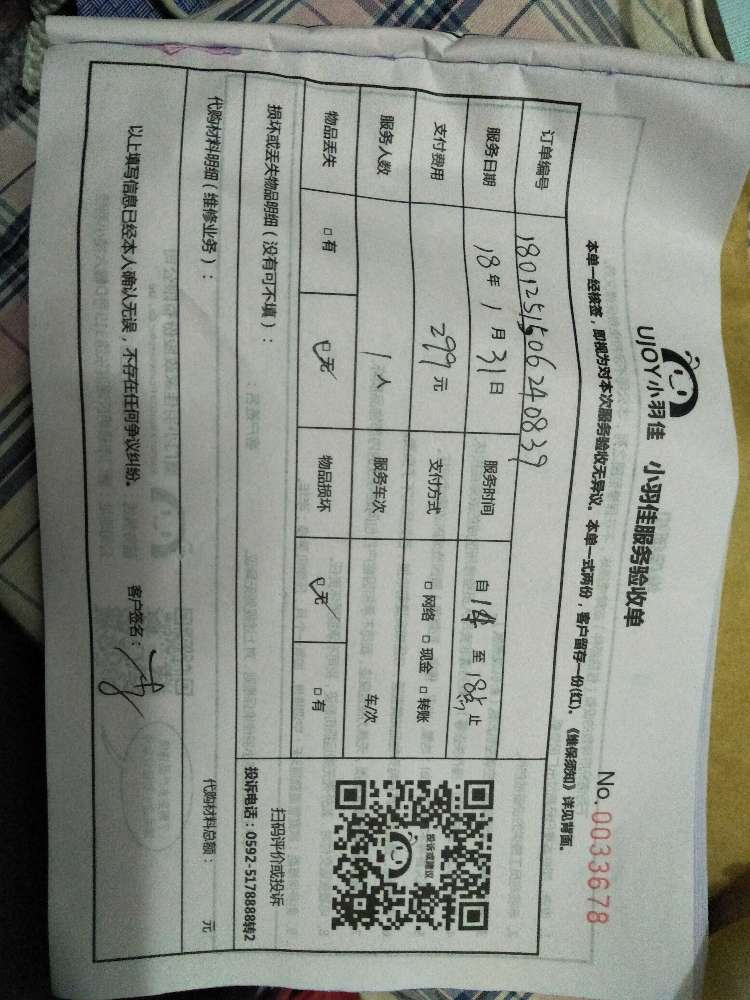 UJOY小羽佳 小羽佳服务验收单
No. 0033678
本单一经核签，即视为对本次服务验收无异议。本单一式两份，客户留存一份(红)。《维保须知》详见背面。
订单编号 1801251506240839
服务日期 18年1月31日 服务时间 自 至 18点 止
支付费用 299元 支付方式 □网络 □现金 □转账
服务人数 1人 服务车次 车/次
物品丢失 □有 □无 物品损坏 □无 □有
投诉或建议
损坏或丢失物品明细（没有可不填）：
扫码评价或投诉
投诉电话：0592-5178888转2
代购材料明细（维修业务）：
代购材料总额： 元
以上填写信息已经本人确认无误，不存在任何争议纠纷。
客户签名：